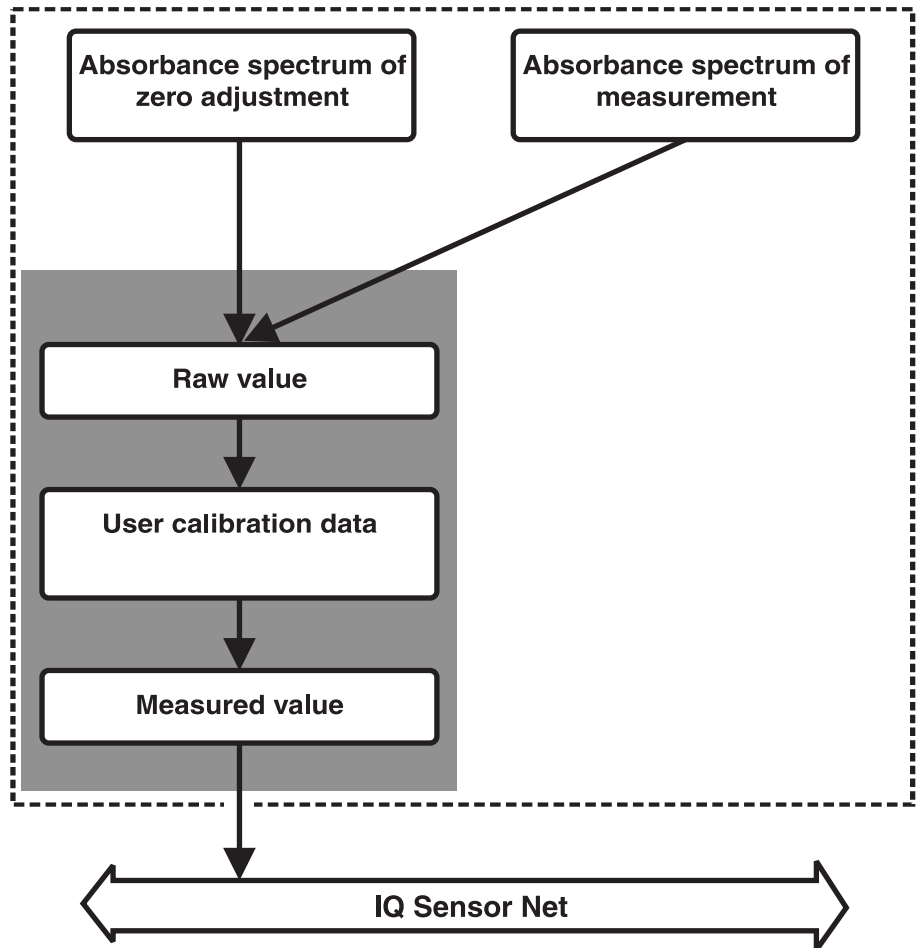 Absorbance spectrum of
zero adjustment
Absorbance spectrum of
measurement
Raw value
User calibration data
Measured value
IQ Sensor Net